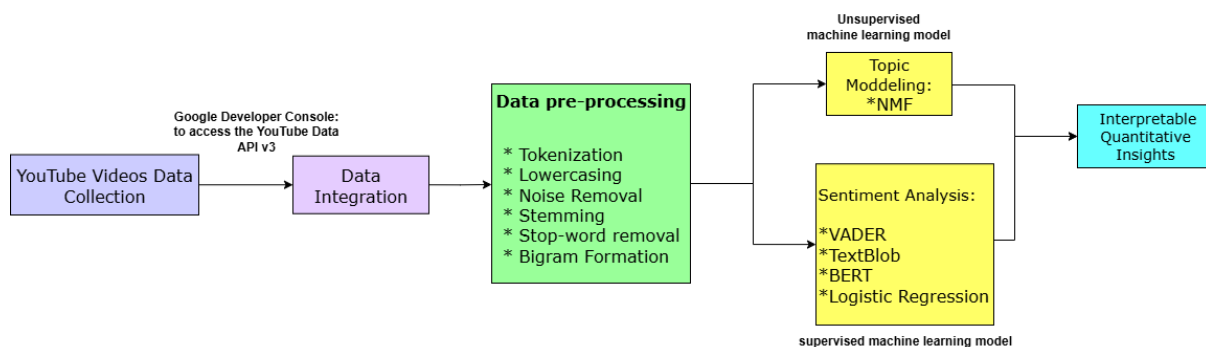 Google Developer Console:
to access the YouTube Data
API v3
YouTube Videos Data
Collection
Data
Integration
Data pre-processing
* Tokenization
* Lowercasing
* Noise Removal
* Stemming
* Stop-word removal
* Bigram Formation
Unsupervised
machine learning model
Topic
Moddeling:
*NMF
Sentiment Analysis:
*VADER
*TextBlob
*BERT
*Logistic Regression
supervised machine learning model
Interpretable
Quantitative
Insights